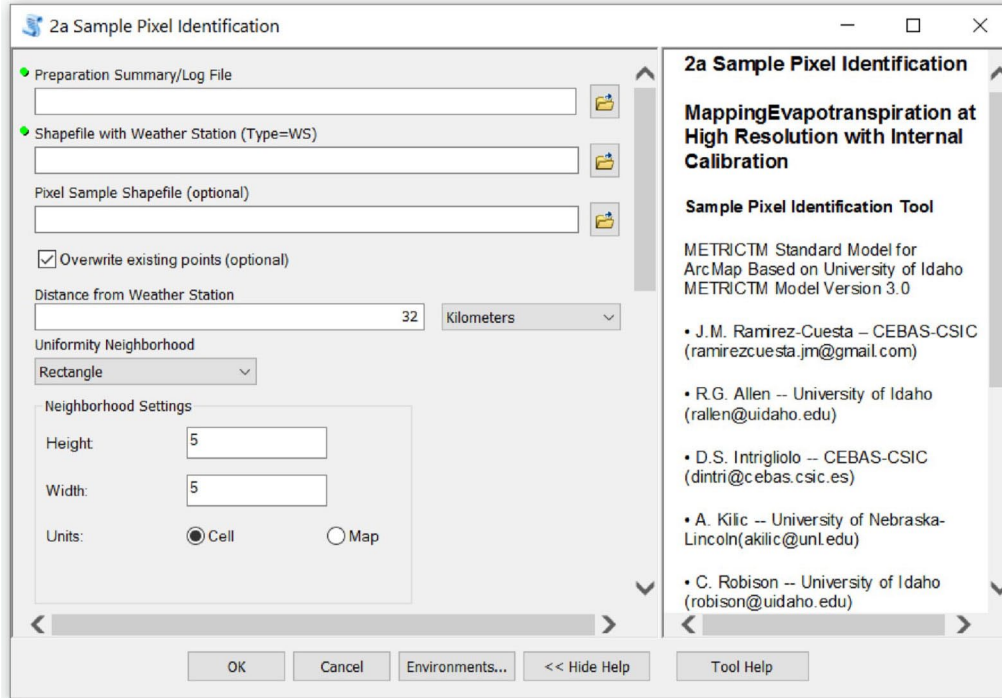 2a Sample Pixel Identification
Preparation Summary/Log File
Shapefile with Weather Station (Type=WS)
Pixel Sample Shapefile (optional)
Overwrite existing points (optional)
Distance from Weather Station
32 Kilometers
Uniformity Neighborhood
Rectangle
Neighborhood Settings
Height: 5
Width: 5
Units: Cell Map
2a Sample Pixel Identification
MappingEvapotranspiration at
High Resolution with Internal
Calibration
Sample Pixel Identification Tool
METRICTM Standard Model for
ArcMap Based on University of Idaho
METRICTM Model Version 3.0
• J.M. Ramirez-Cuesta – CEBAS-CSIC
(ramirezcuesta.jm@gmail.com)
• R.G. Allen -- University of Idaho
(rallen@uidaho.edu)
• D.S. Intrigliolo -- CEBAS-CSIC
(dintri@cebas.csic.es)
• A. Kilic -- University of Nebraska-
Lincoln(akilic@unl.edu)
• C. Robison -- University of Idaho
(robison@uidaho.edu)
OK Cancel Environments... << Hide Help Tool Help